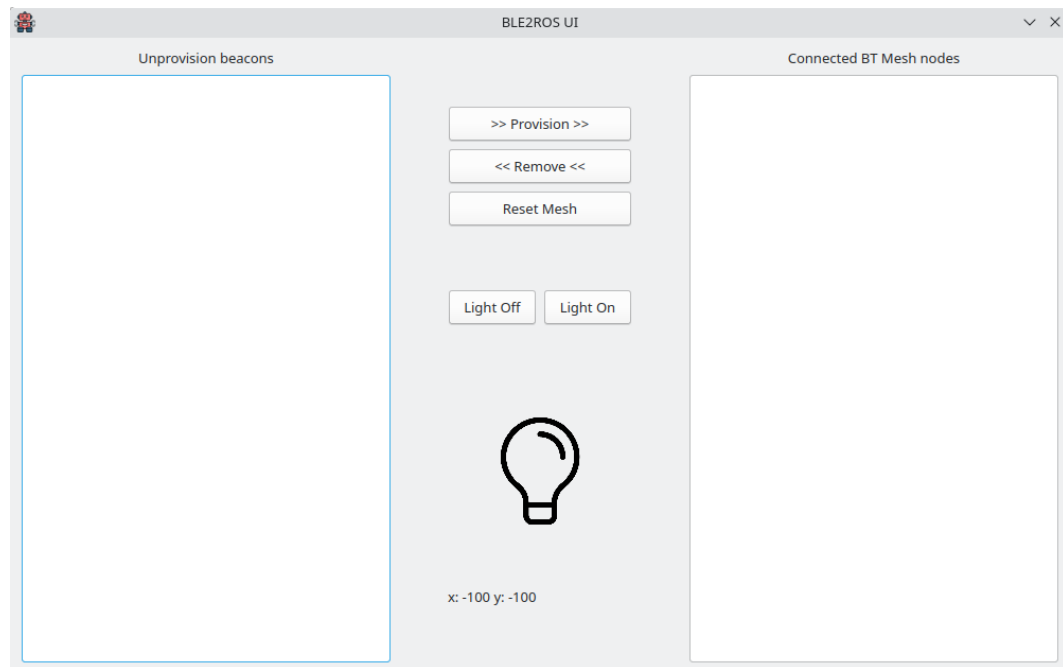 BLE2ROS UI
Unprovision beacons
Connected BT Mesh nodes
>> Provision >>
<< Remove <<
Reset Mesh
Light Off
Light On
x: -100 y: -100